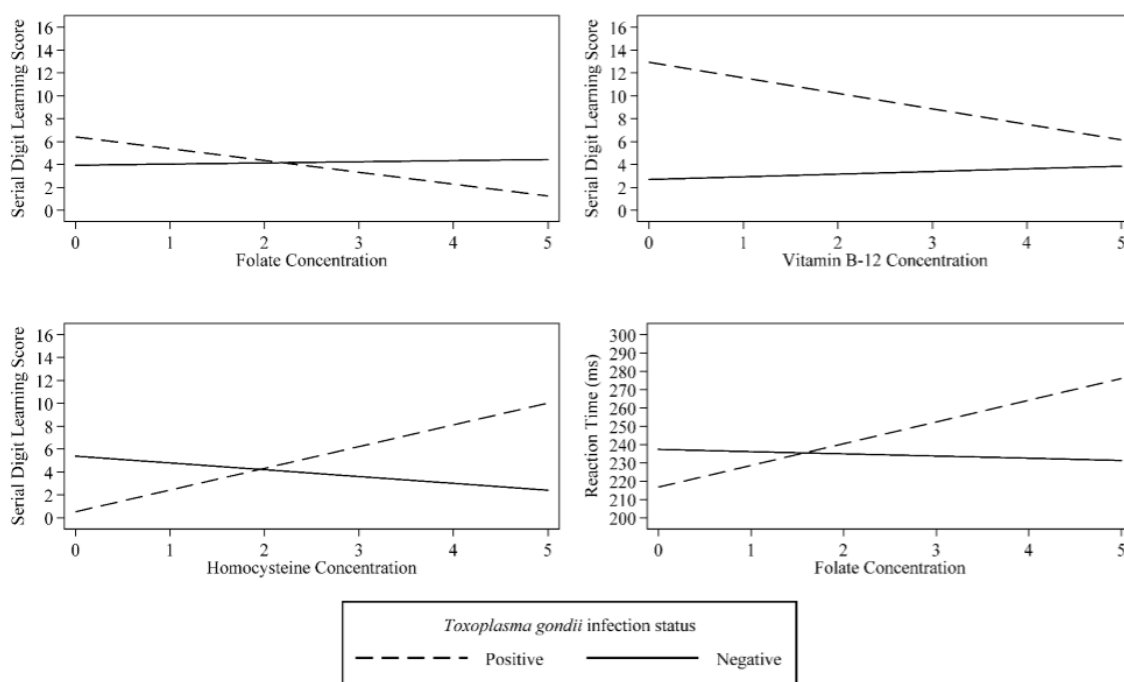 Serial Digit Learning Score
16
14
12
10
8
6
4
2
0
0 1 2 3 4 5
Folate Concentration
Serial Digit Learning Score
16
14
12
10
8
6
4
2
0
0 1 2 3 4 5
Vitamin B-12 Concentration
Serial Digit Learning Score
16
14
12
10
8
6
4
2
0
0 1 2 3 4 5
Homocysteine Concentration
Reaction Time (ms)
300
290
280
270
260
250
240
230
220
210
200
0 1 2 3 4 5
Folate Concentration
Toxoplasma gondii infection status
Positive Negative